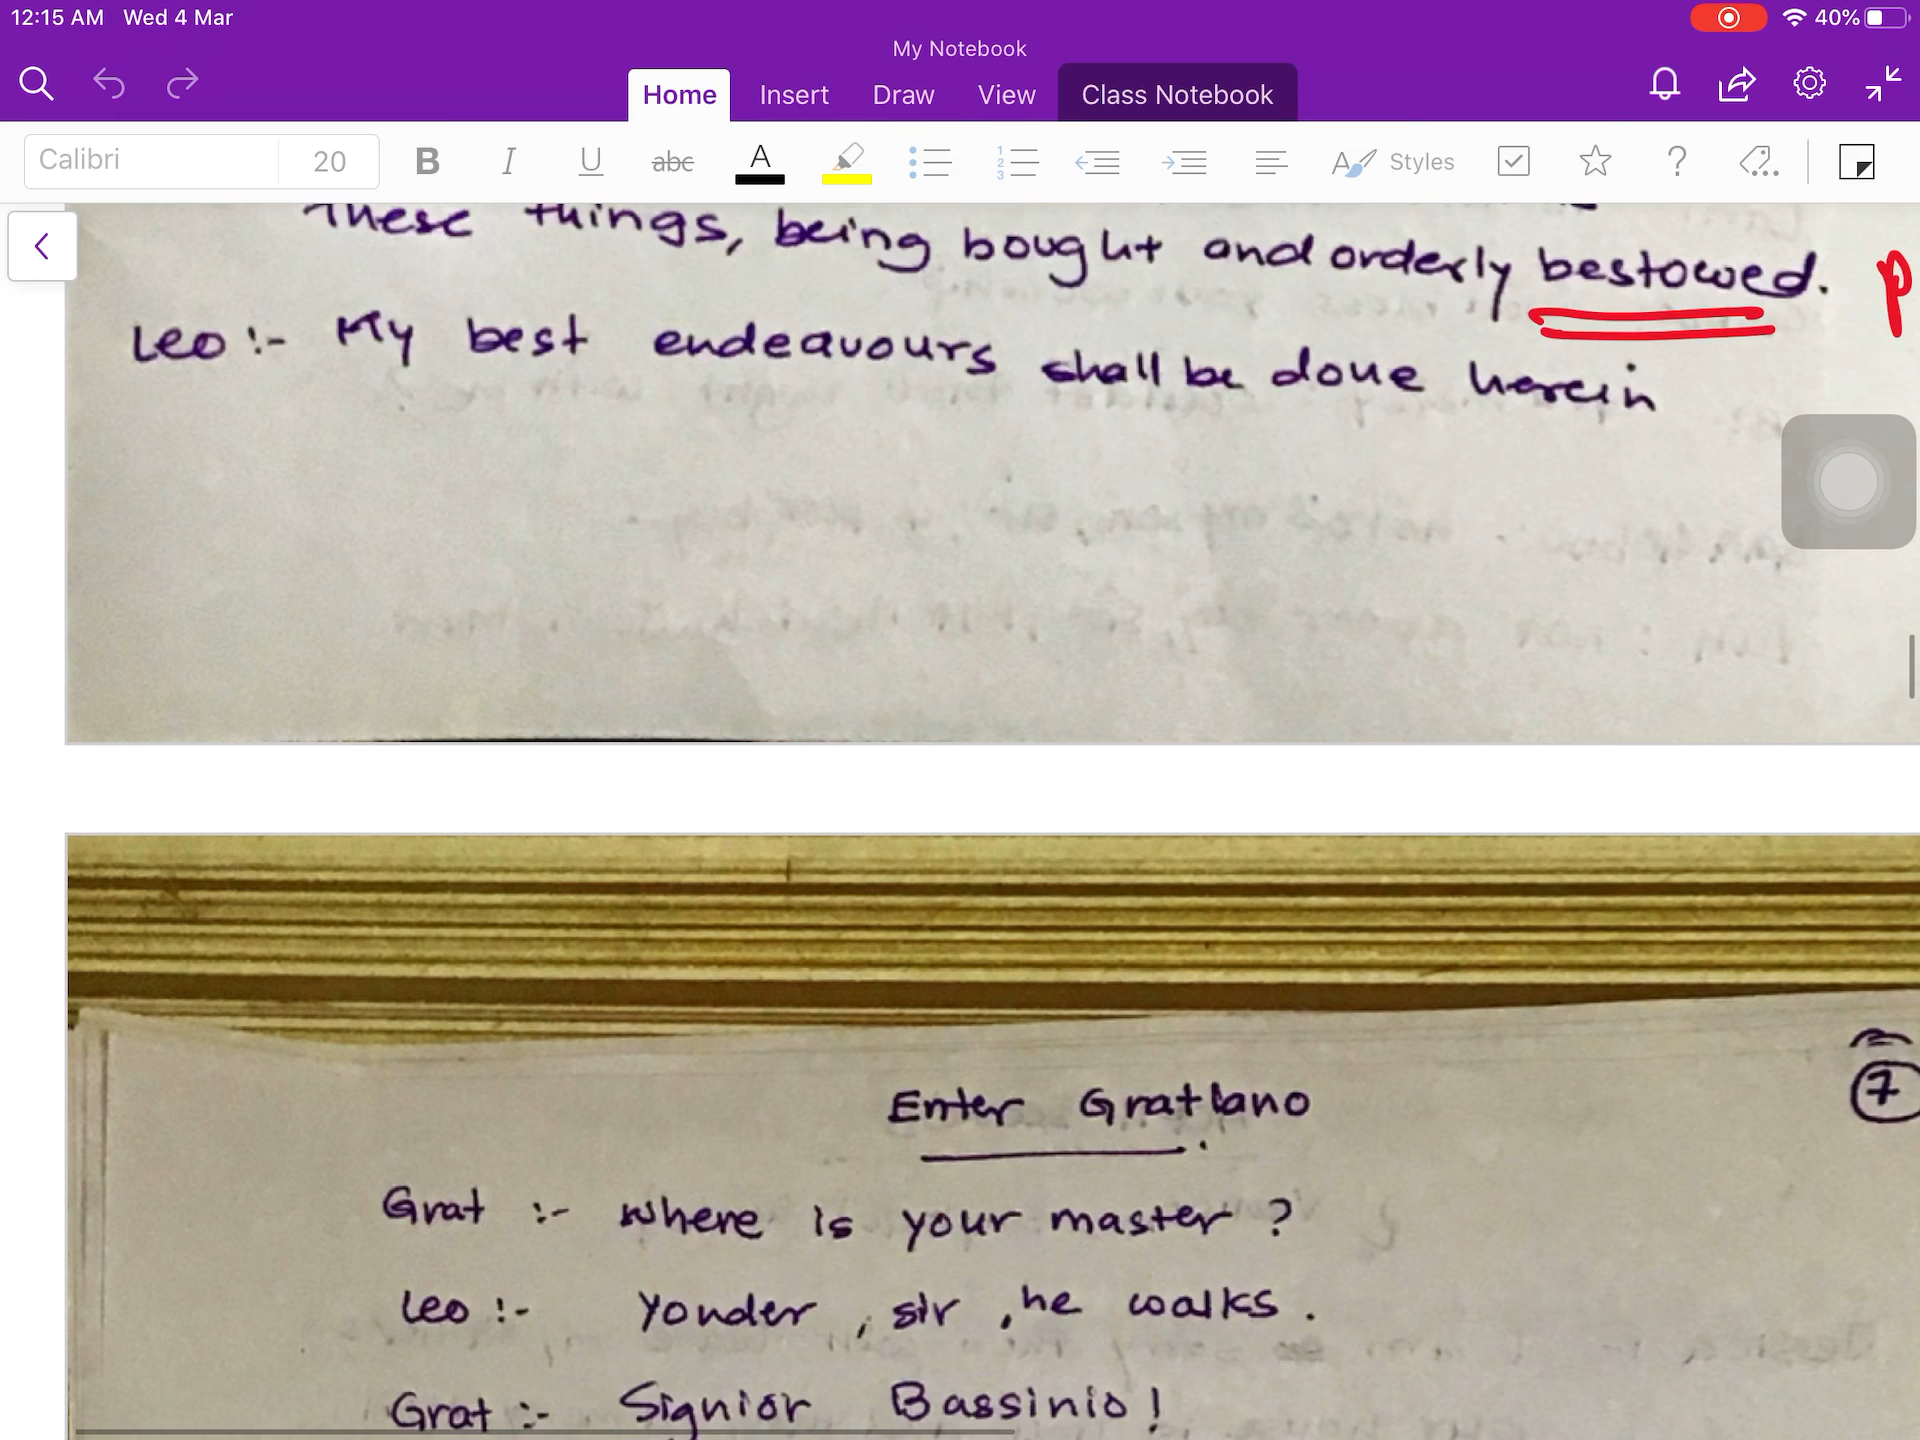 12:15 AM Wed 4 Mar
40%
My Notebook
Home Insert Draw View Class Notebook
Calibri 20 B I U abc A Styles
These things, being bought and orderly bestowed. p
Leo :- My best endeavours shall be done herein
7
Enter Gratiano
Grat :- Where is your master ?
Leo :- Yonder , sir , he walks .
Grat :- Signior Bassinio !